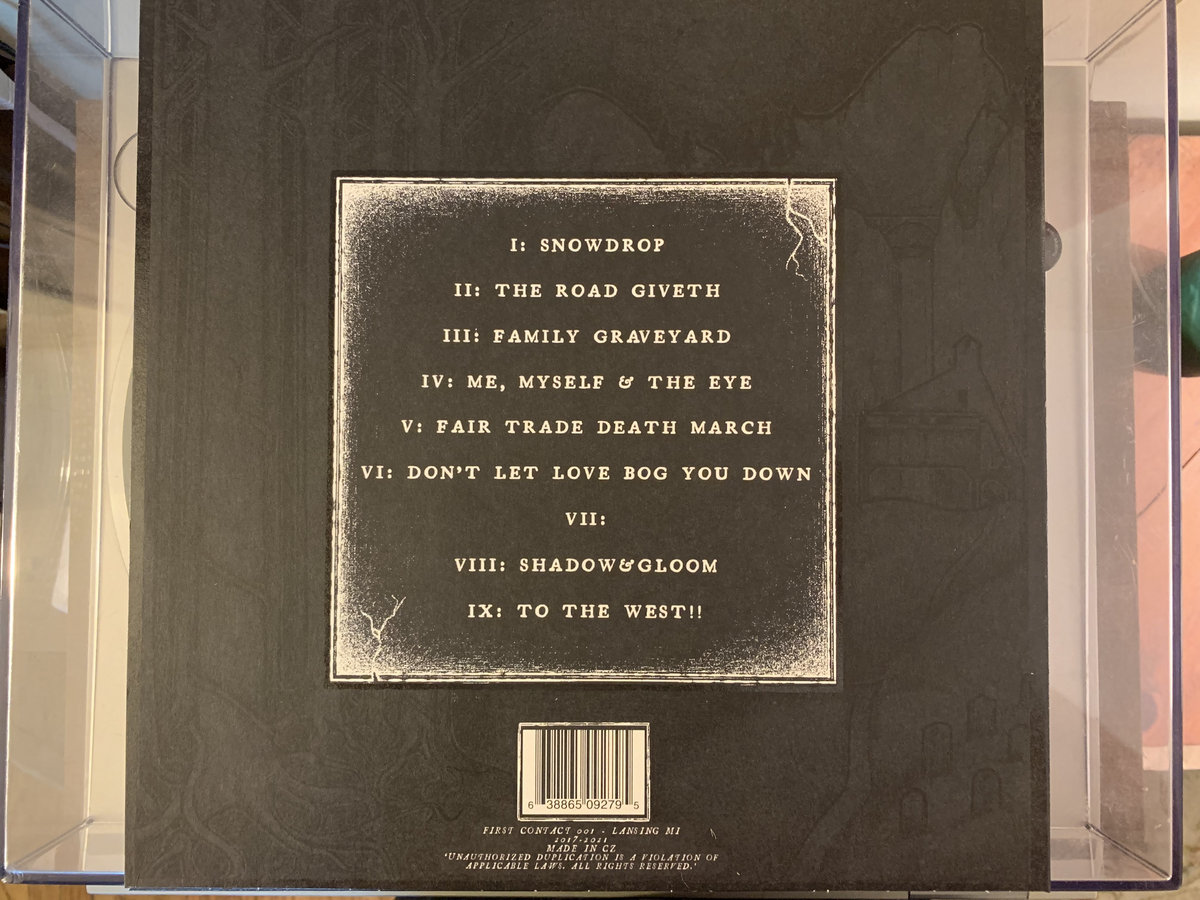 I: SNOWDROP
II: THE ROAD GIVETH
III: FAMILY GRAVEYARD
IV: ME, MYSELF & THE EYE
V: FAIR TRADE DEATH MARCH
VI: DON'T LET LOVE BOG YOU DOWN
VII:
VIII: SHADOW&GLOOM
IX: TO THE WEST!!
6 38865 09279 5
FIRST CONTACT 001 - LANSING MI
2017-2021
MADE IN CZ
'UNAUTHORIZED DUPLICATION IS A VIOLATION OF
APPLICABLE LAWS. ALL RIGHTS RESERVED.'